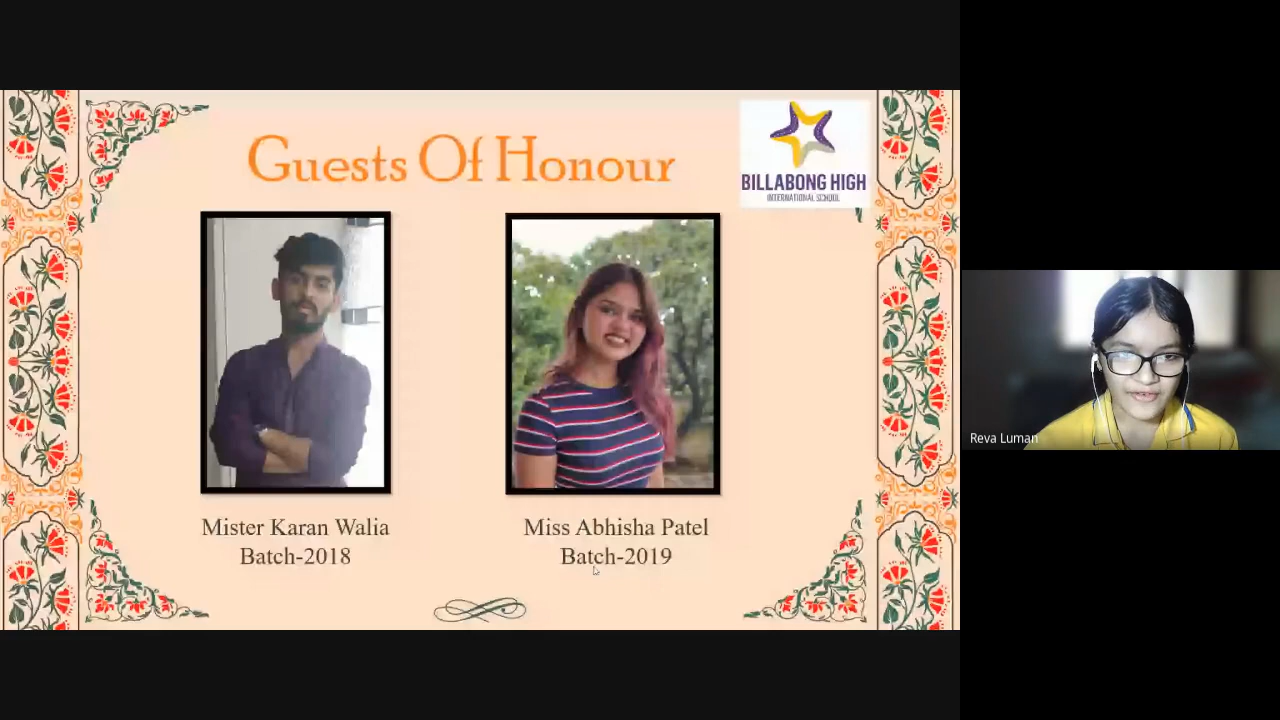 Guests Of Honour
BILLABONG HIGH
INTERNATIONAL SCHOOL
Mister Karan Walia
Batch-2018
Miss Abhisha Patel
Batch-2019
Reva Luman